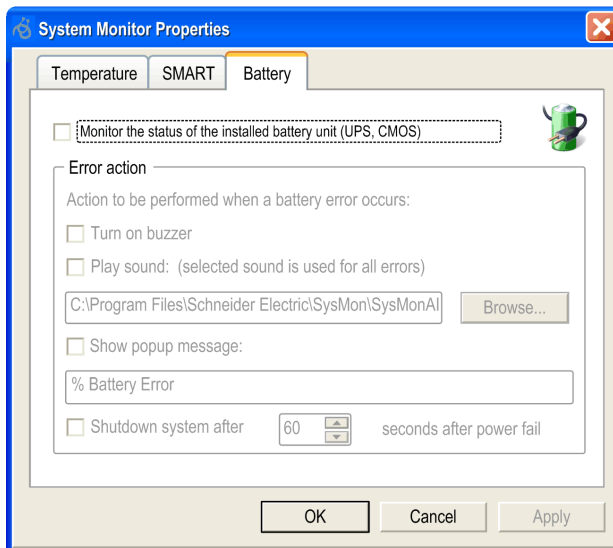 System Monitor Properties
Temperature SMART Battery
Monitor the status of the installed battery unit (UPS, CMOS)
Error action
Action to be performed when a battery error occurs:
Turn on buzzer
Play sound: (selected sound is used for all errors)
C:\Program Files\Schneider Electric\SysMon\SysMonAl Browse...
Show popup message:
% Battery Error
Shutdown system after 60 seconds after power fail
OK Cancel Apply